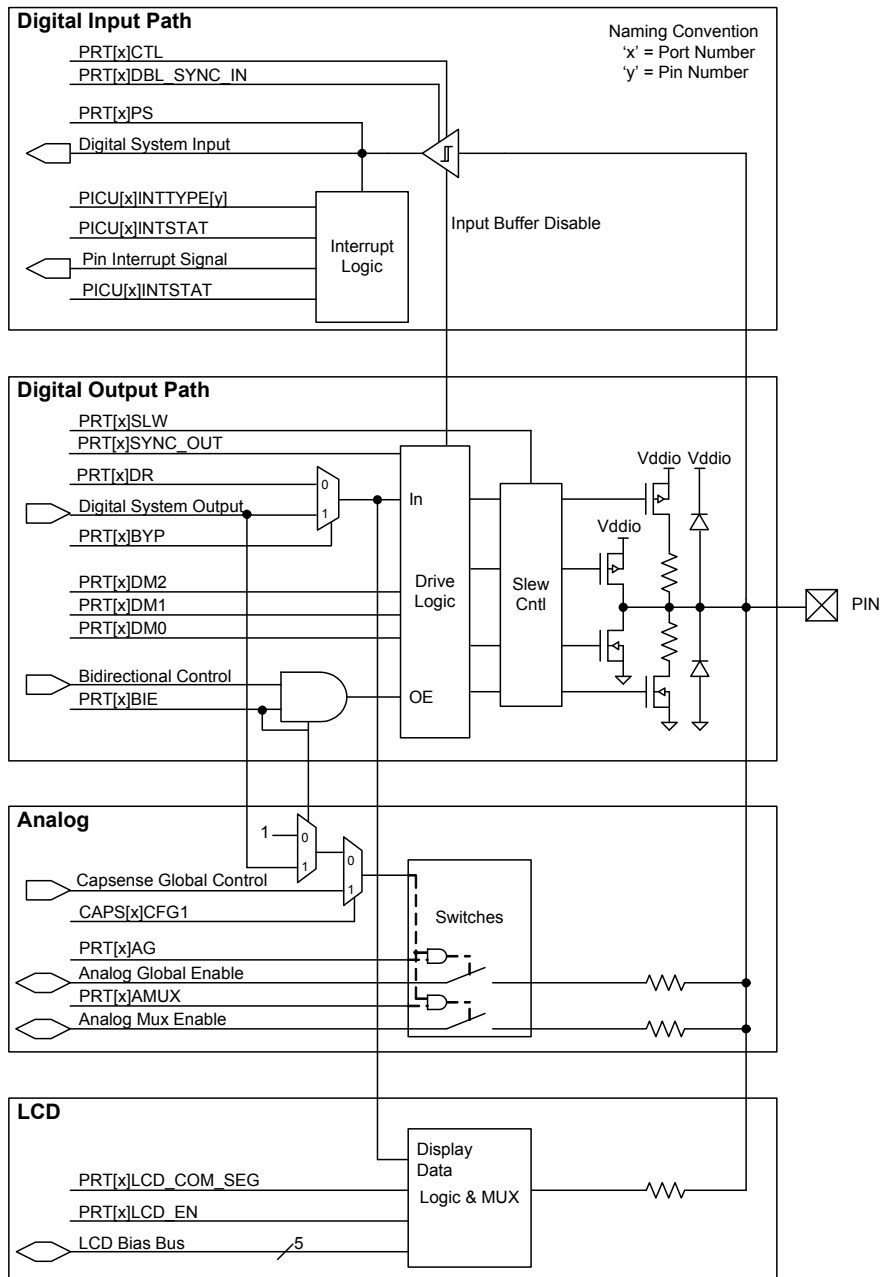 Digital Input Path
Naming Convention
'x' = Port Number
'y' = Pin Number
PRT[x]CTL
PRT[x]DBL_SYNC_IN
PRT[x]PS
Digital System Input
PICU[x]INTTYPE[y]
PICU[x]INTSTAT
Pin Interrupt Signal
PICU[x]INTSTAT
Interrupt
Logic
Input Buffer Disable
Digital Output Path
PRT[x]SLW
PRT[x]SYNC_OUT
PRT[x]DR
Digital System Output
PRT[x]BYP
0
1
PRT[x]DM2
PRT[x]DM1
PRT[x]DM0
Bidirectional Control
PRT[x]BIE
In
Drive
Logic
OE
Slew
Cntl
Vddio Vddio
Vddio
PIN
Analog
1
0
1
0
1
Capsense Global Control
CAPS[x]CFG1
Switches
PRT[x]AG
Analog Global Enable
PRT[x]AMUX
Analog Mux Enable
LCD
Display
Data
Logic & MUX
PRT[x]LCD_COM_SEG
PRT[x]LCD_EN
LCD Bias Bus
5